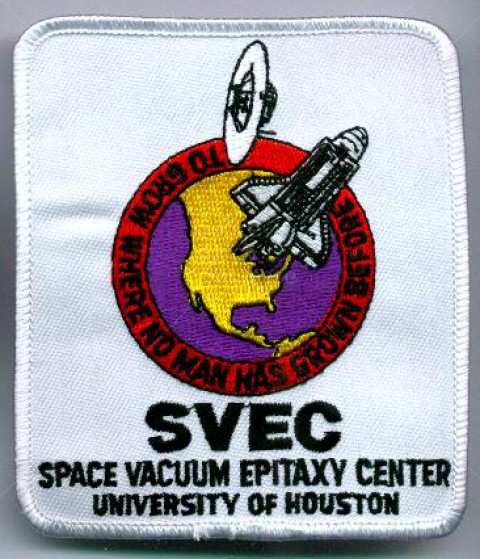 TO GROW WHERE NO MAN HAS GROWN BEFORE
SVEC
SPACE VACUUM EPITAXY CENTER
UNIVERSITY OF HOUSTON